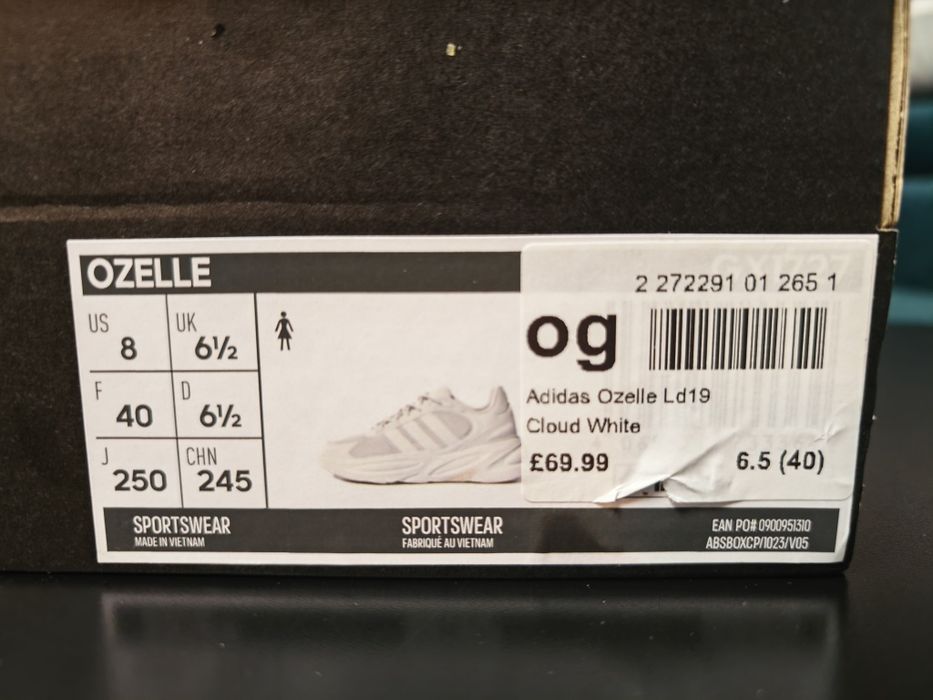 OZELLE
US 8 UK 6½
F 40 D 6½
J 250 CHN 245
2 272291 01 265 1
og
Adidas Ozelle Ld19
Cloud White
£69.99 6.5 (40)
SPORTSWEAR SPORTSWEAR EAN PO# 0900951310
MADE IN VIETNAM FABRIQUÉ AU VIETNAM ABSBOXCP/1023/V05